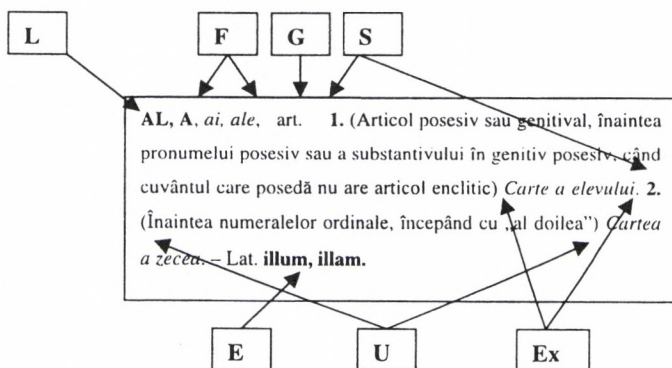 L F G S
AL, A, ai, ale, art. 1. (Articol posesiv sau genitival, înaintea
pronumelui posesiv sau a substantivului în genitiv posesiv, când
cuvântul care posedă nu are articol enclitic) Carte a elevului. 2.
(Înaintea numeralelor ordinale, începând cu „al doilea”) Cartea
a zecea. – Lat. illum, illam.
E U Ex